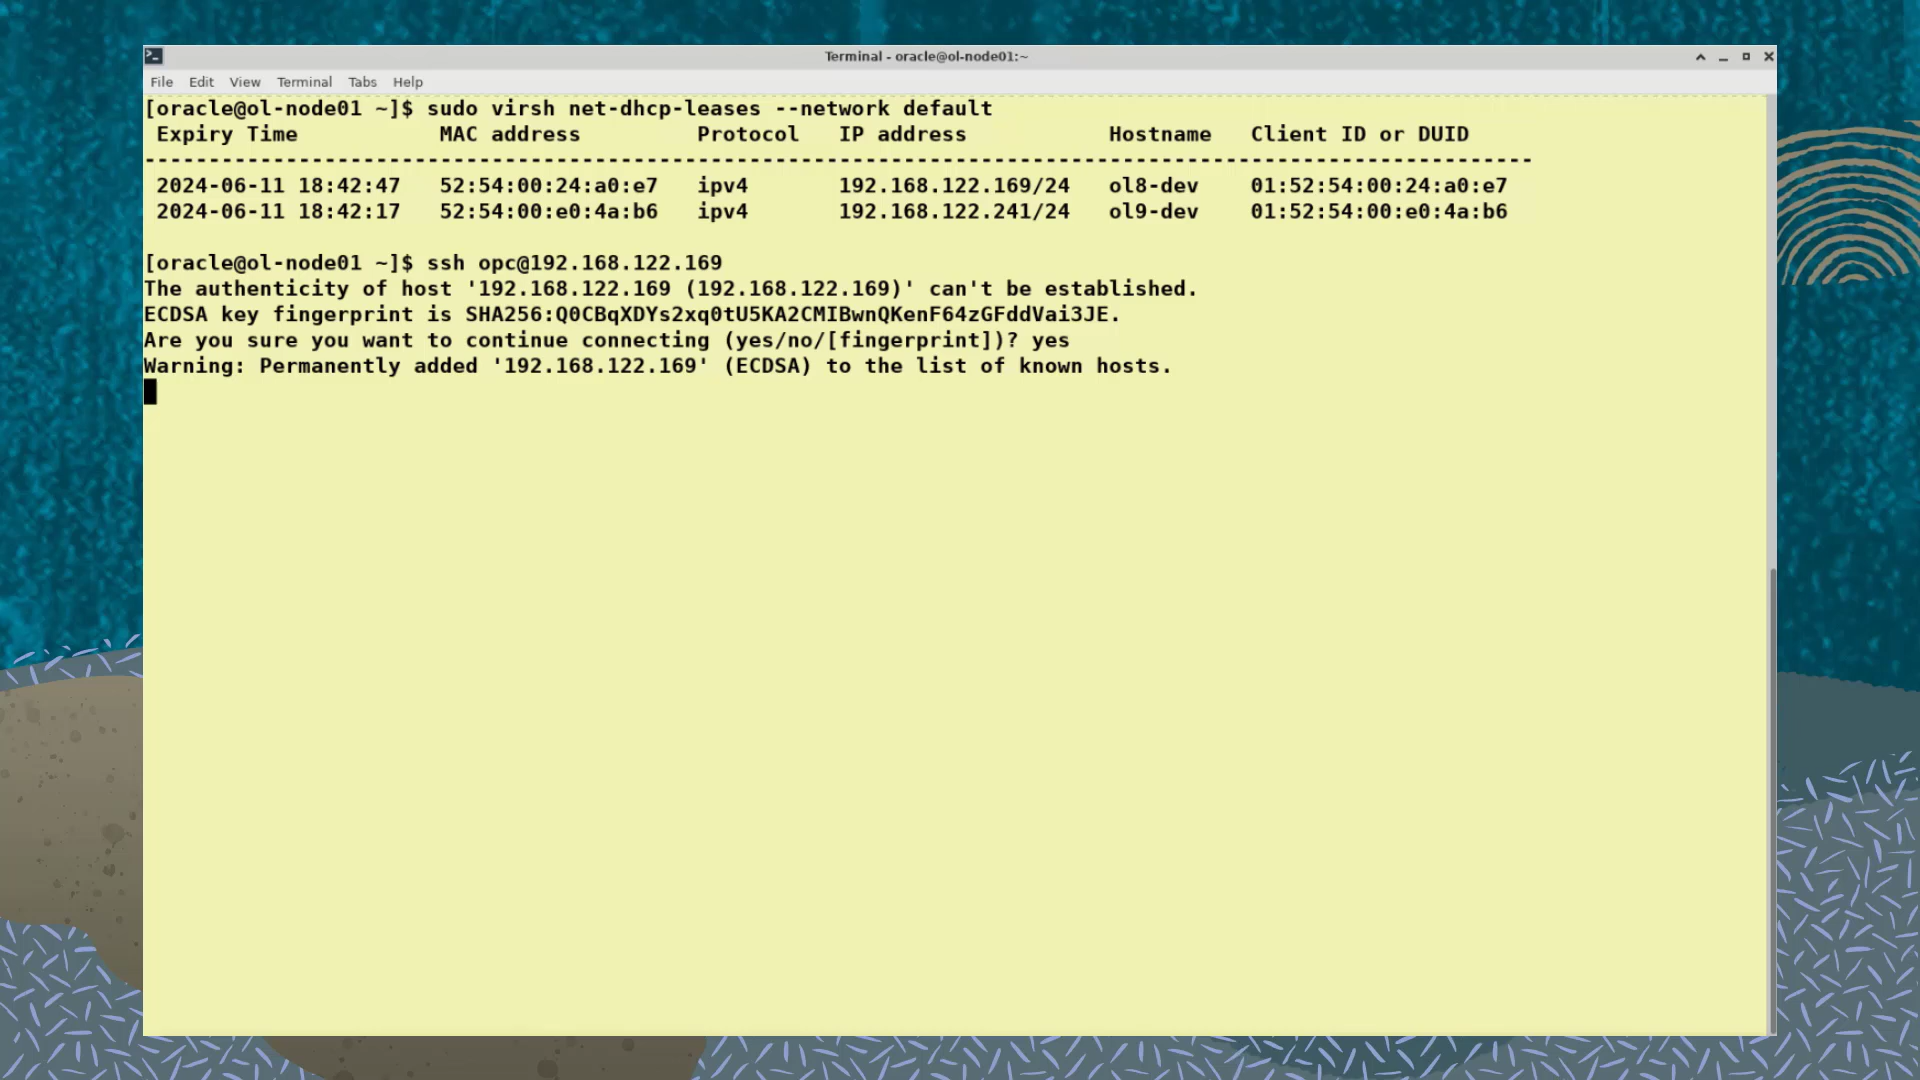 Terminal - oracle@ol-node01:~
File Edit View Terminal Tabs Help
[oracle@ol-node01 ~]$ sudo virsh net-dhcp-leases --network default
Expiry Time MAC address Protocol IP address Hostname Client ID or DUID
------------------------------------------------------------------------------------------------------------
2024-06-11 18:42:47 52:54:00:24:a0:e7 ipv4 192.168.122.169/24 ol8-dev 01:52:54:00:24:a0:e7
2024-06-11 18:42:17 52:54:00:e0:4a:b6 ipv4 192.168.122.241/24 ol9-dev 01:52:54:00:e0:4a:b6
[oracle@ol-node01 ~]$ ssh opc@192.168.122.169
The authenticity of host '192.168.122.169 (192.168.122.169)' can't be established.
ECDSA key fingerprint is SHA256:Q0CBqXDYs2xq0tU5KA2CMIBwnQKenF64zGFddVai3JE.
Are you sure you want to continue connecting (yes/no/[fingerprint])? yes
Warning: Permanently added '192.168.122.169' (ECDSA) to the list of known hosts.